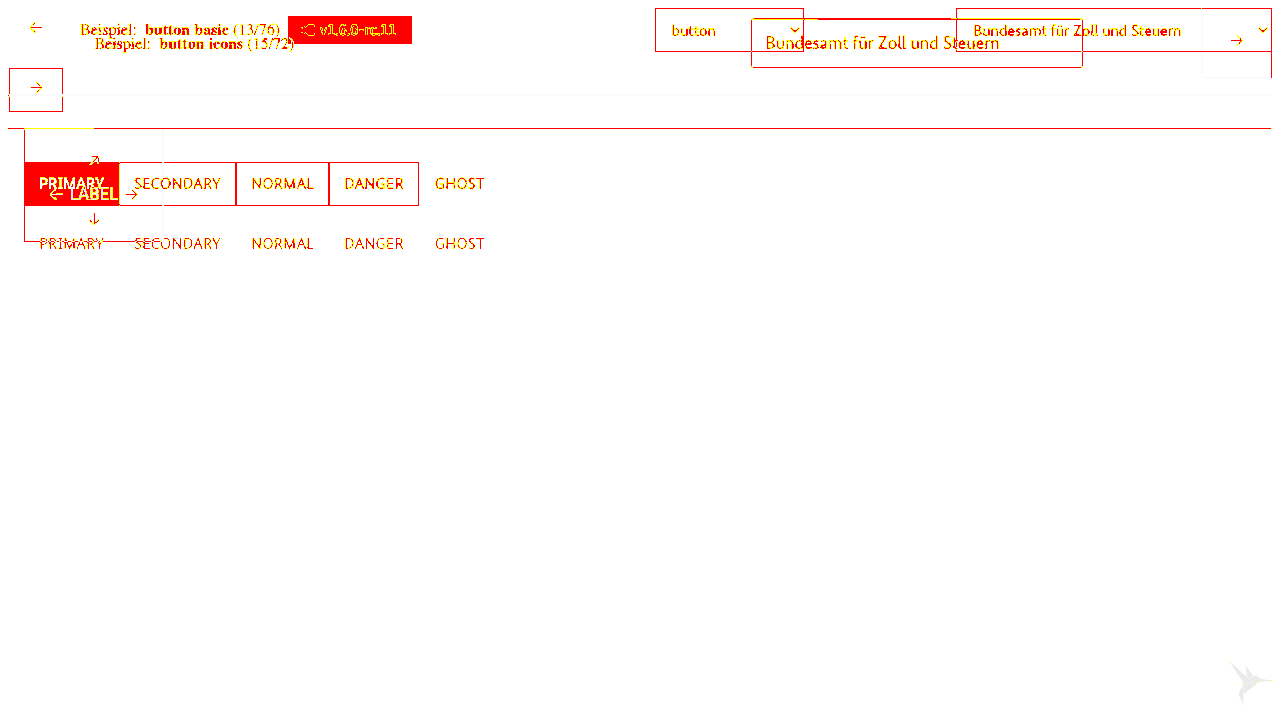 Beispiel: button basic (13/76)
v1.6.0-rc.11
button
Bundesamt für Zoll und Steuern
Beispiel: button icons (15/72)
Bundesamt für Zoll und Steuern
PRIMARY SECONDARY NORMAL DANGER GHOST
LABEL
PRIMARY SECONDARY NORMAL DANGER GHOST